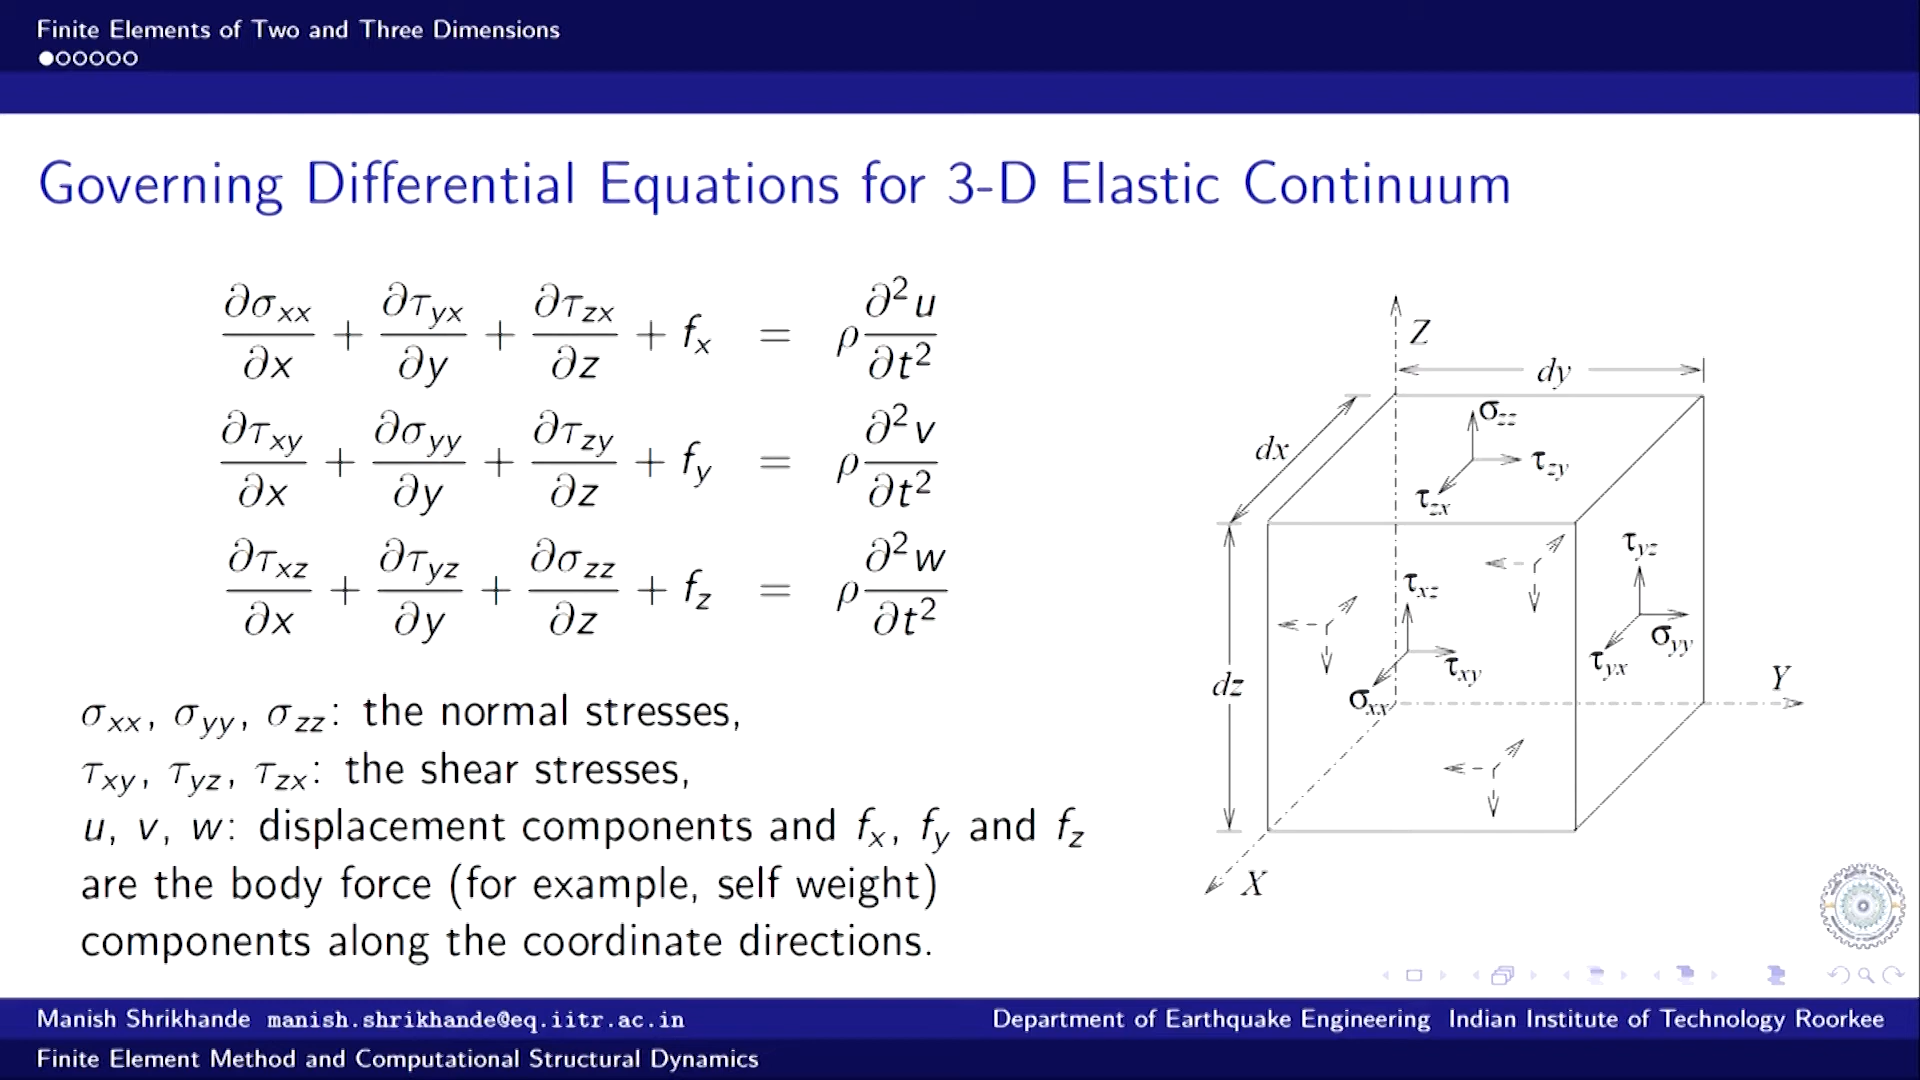 Finite Elements of Two and Three Dimensions
Governing Differential Equations for 3-D Elastic Continuum
∂σxx/∂x + ∂τyx/∂y + ∂τzx/∂z + fx = ρ ∂²u/∂t²
∂τxy/∂x + ∂σyy/∂y + ∂τzy/∂z + fy = ρ ∂²v/∂t²
∂τxz/∂x + ∂τyz/∂y + ∂σzz/∂z + fz = ρ ∂²w/∂t²
σxx, σyy, σzz: the normal stresses,
τxy, τyz, τzx: the shear stresses,
u, v, w: displacement components and fx, fy and fz
are the body force (for example, self weight)
components along the coordinate directions.
Z
dy
σzz
dx
τzy
τzx
τyz
τxz
σyy
τxy
τyx
dz
σxx
Y
X
Manish Shrikhande manish.shrikhande@eq.iitr.ac.in
Department of Earthquake Engineering Indian Institute of Technology Roorkee
Finite Element Method and Computational Structural Dynamics